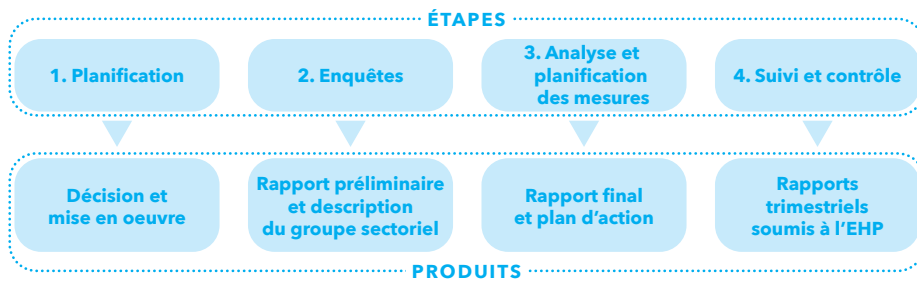 ÉTAPES
1. Planification
2. Enquêtes
3. Analyse et
planification
des mesures
4. Suivi et contrôle
Décision et
mise en oeuvre
Rapport préliminaire
et description
du groupe sectoriel
Rapport final
et plan d’action
Rapports
trimestriels
soumis à l’EHP
PRODUITS